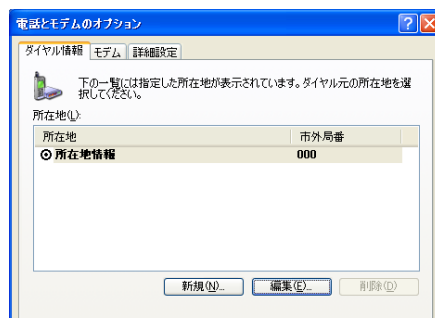 電話とモデムのオプション
ダイヤル情報 モデム 詳細設定
下の一覧には指定した所在地が表示されています。ダイヤル元の所在地を選
択してください。
所在地(L):
所在地 市外局番
所在地情報 000
新規(N)... 編集(E)... 削除(D)